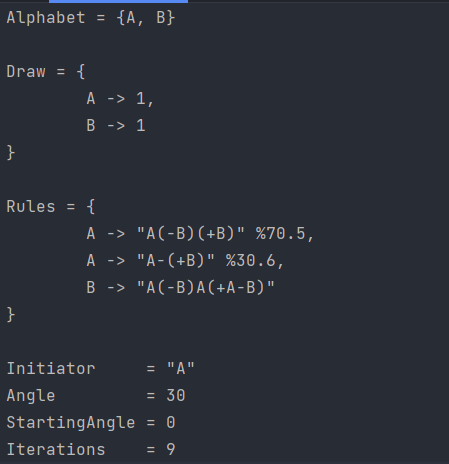 Alphabet = {A, B}
Draw = {
A -> 1,
B -> 1
}
Rules = {
A -> "A(-B)(+B)" %70.5,
A -> "A-(+B)" %30.6,
B -> "A(-B)A(+A-B)"
}
Initiator = "A"
Angle = 30
StartingAngle = 0
Iterations = 9